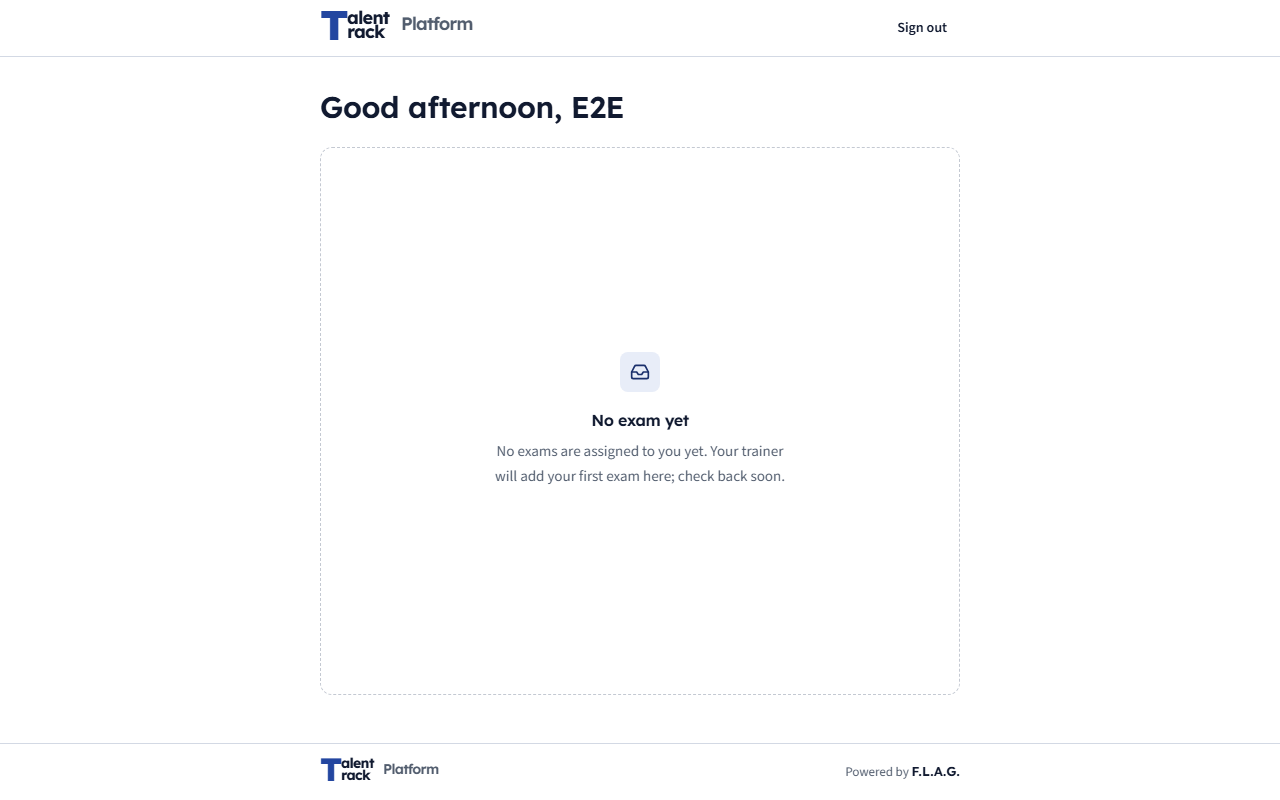 Talent
rack
Platform
Sign out
Good afternoon, E2E
No exam yet
No exams are assigned to you yet. Your trainer
will add your first exam here; check back soon.
Talent
rack
Platform
Powered by F.L.A.G.